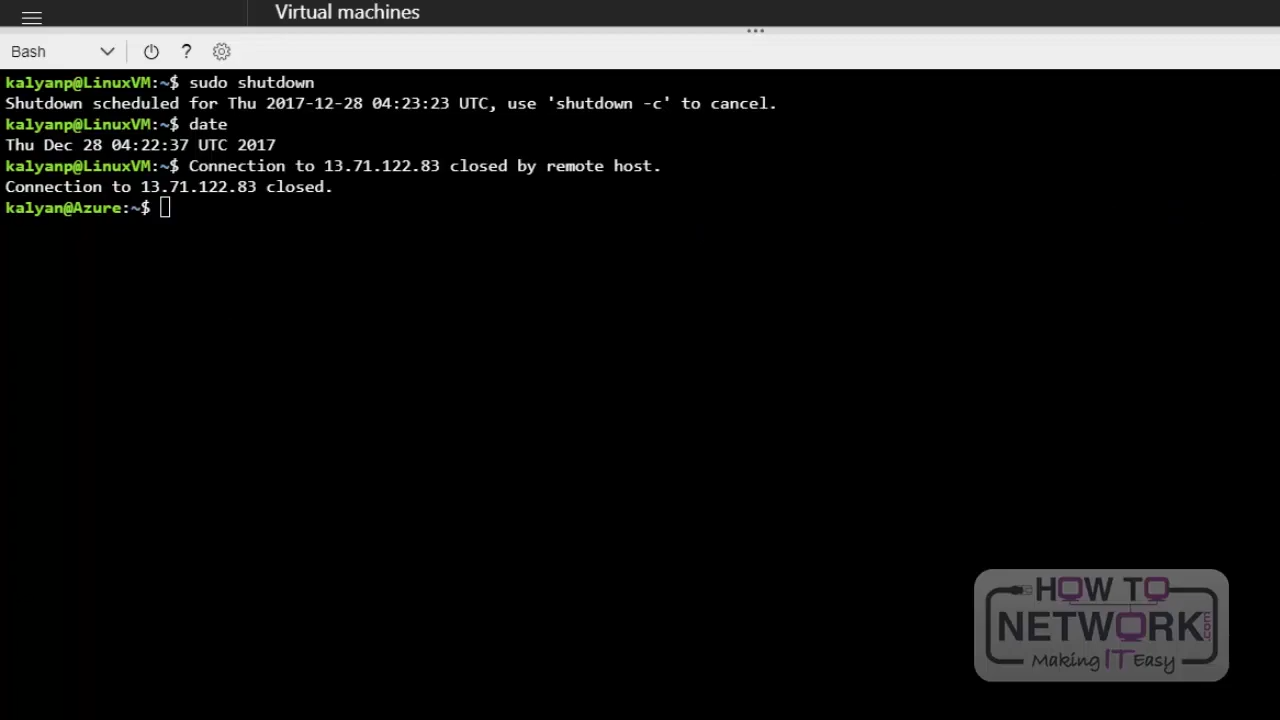 Virtual machines
Bash
?
kalyanp@LinuxVM:~$ sudo shutdown
Shutdown scheduled for Thu 2017-12-28 04:23:23 UTC, use 'shutdown -c' to cancel.
kalyanp@LinuxVM:~$ date
Thu Dec 28 04:22:37 UTC 2017
kalyanp@LinuxVM:~$ Connection to 13.71.122.83 closed by remote host.
Connection to 13.71.122.83 closed.
kalyan@Azure:~$
HOW TO
NETWORK.com
Making IT Easy